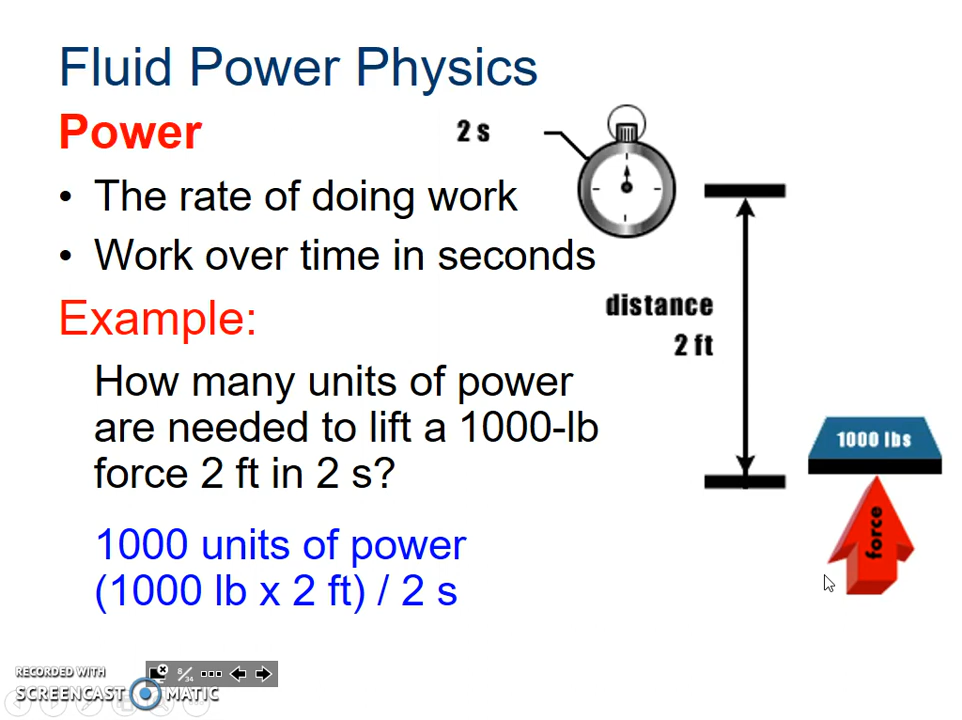 Fluid Power Physics
Power
2 s
• The rate of doing work
• Work over time in seconds
Example:
distance
2 ft
How many units of power
are needed to lift a 1000-lb
force 2 ft in 2 s?
1000 lbs
force
1000 units of power
(1000 lb x 2 ft) / 2 s
RECORDED WITH
SCREENCAST MATIC
8/34